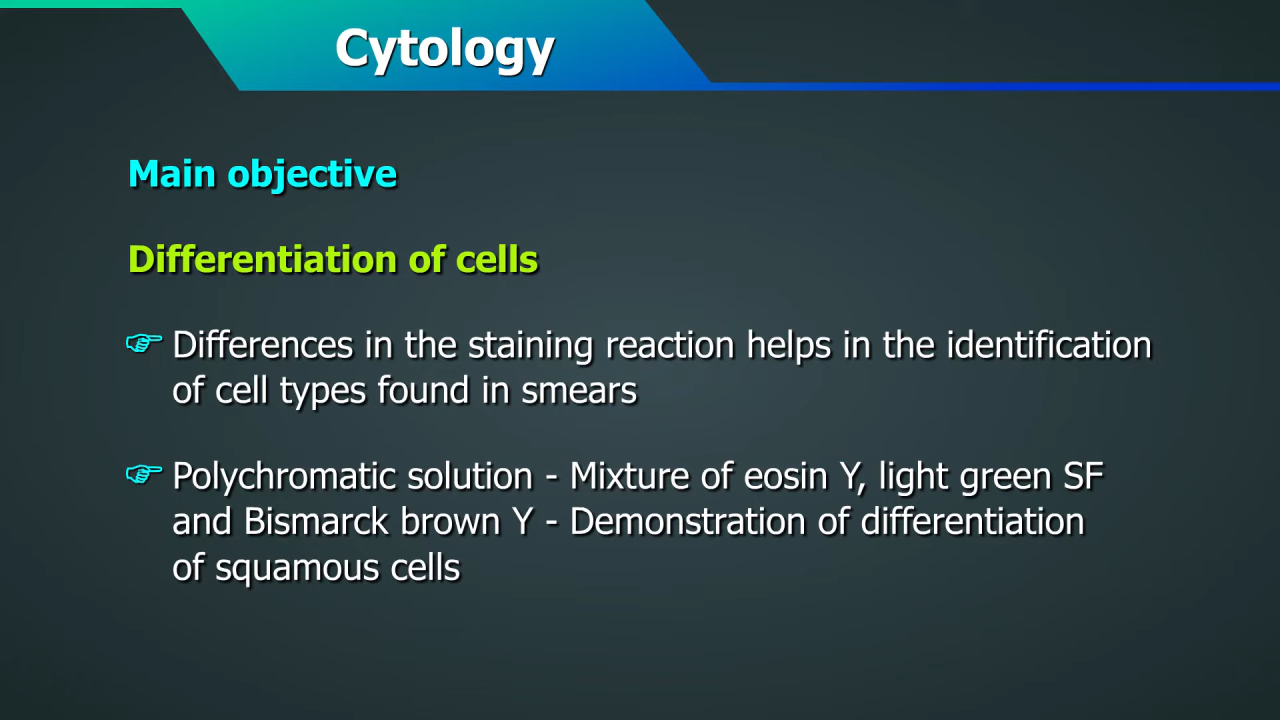 Cytology
Main objective
Differentiation of cells
Differences in the staining reaction helps in the identification
of cell types found in smears
Polychromatic solution - Mixture of eosin Y, light green SF
and Bismarck brown Y - Demonstration of differentiation
of squamous cells